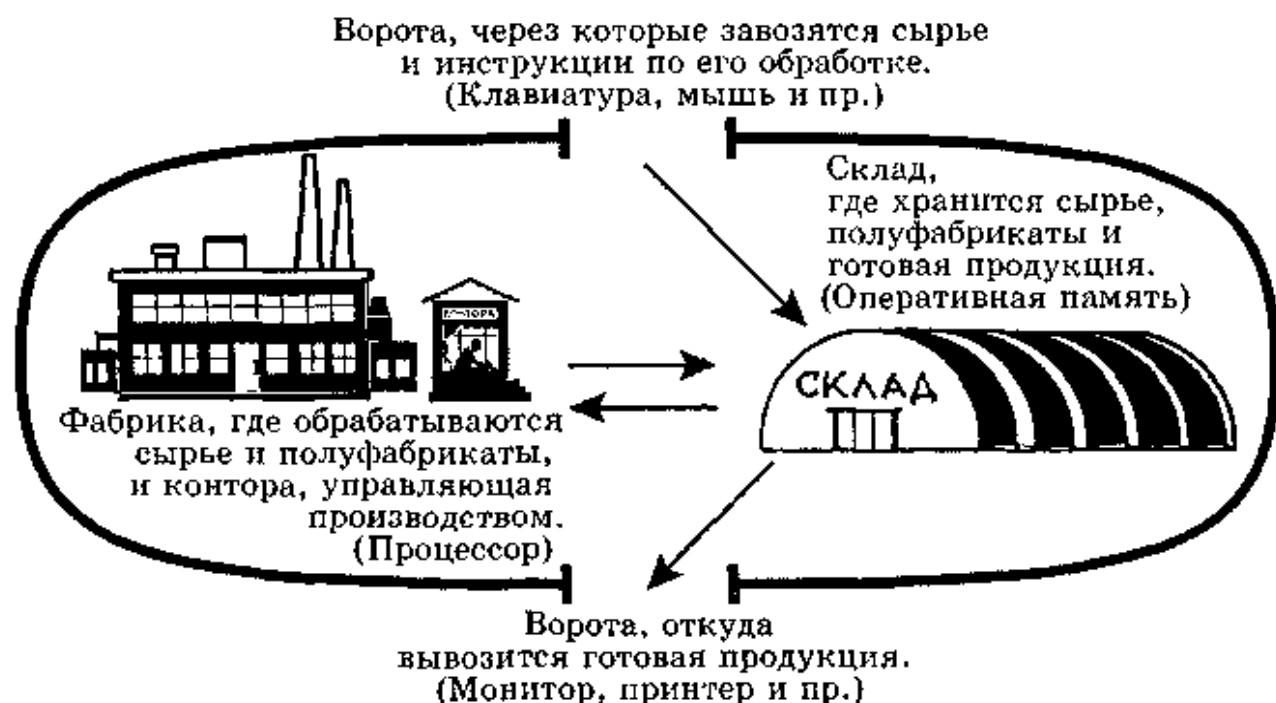 Ворота, через которые завозятся сырье
и инструкции по его обработке.
(Клавиатура, мышь и пр.)
Склад,
где хранится сырье,
полуфабрикаты и
готовая продукция.
(Оперативная память)
КОНТОРА
СКЛАД
Фабрика, где обрабатываются
сырье и полуфабрикаты,
и контора, управляющая
производством.
(Процессор)
Ворота, откуда
вывозится готовая продукция.
(Монитор, принтер и пр.)